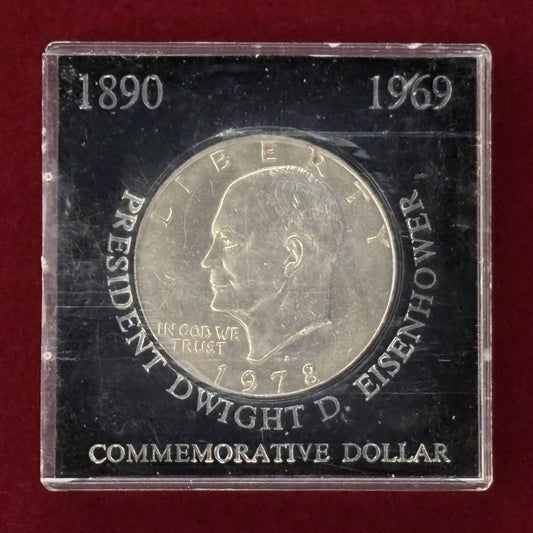 1890 1969
LIBERTY
IN GOD WE
TRUST
1978
PRESIDENT DWIGHT D. EISENHOWER
COMMEMORATIVE DOLLAR